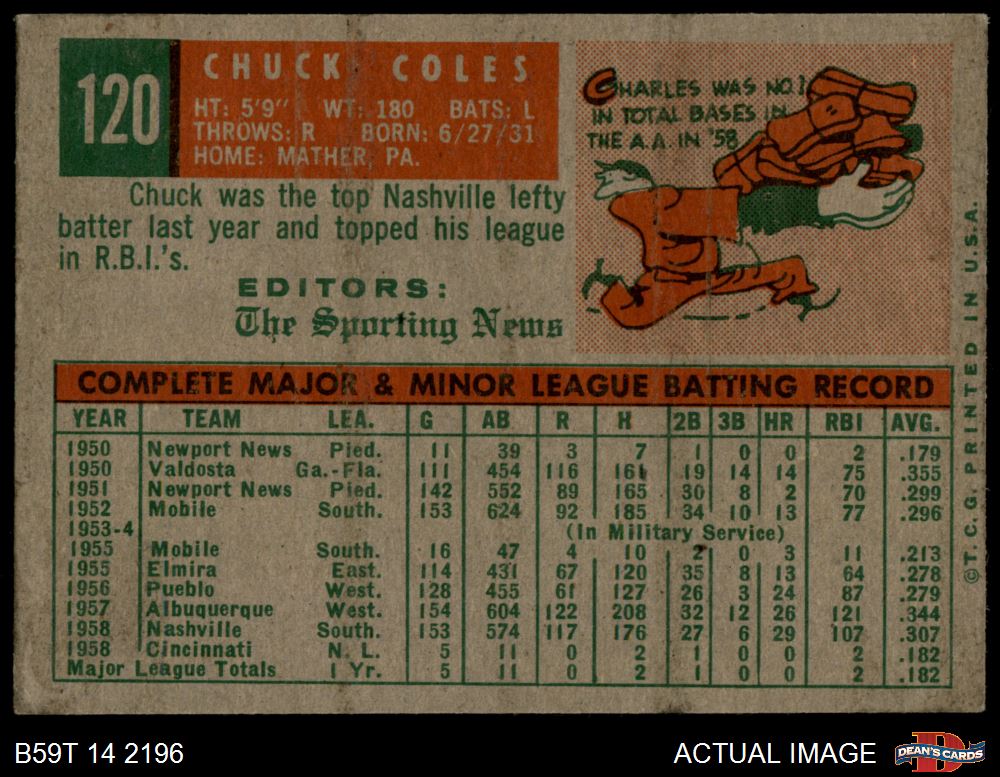 120
CHUCK COLES
HT: 5'9" WT: 180 BATS: L
THROWS: R BORN: 6/27/31
HOME: MATHER, PA.
CHARLES WAS NO. 1
IN TOTAL BASES IN
THE A.A. IN '58
Chuck was the top Nashville lefty
batter last year and topped his league
in R.B.I.'s.
EDITORS:
The Sporting News
COMPLETE MAJOR & MINOR LEAGUE BATTING RECORD
YEAR TEAM LEA. G AB R H 2B 3B HR RBI AVG.
1950 Newport News Pied. 11 39 3 7 1 0 0 2 .179
1950 Valdosta Ga.-Fla. 111 454 116 161 19 14 14 75 .355
1951 Newport News Pied. 142 552 89 165 30 8 2 70 .299
1952 Mobile South. 153 624 92 185 34 10 13 77 .296
1953-4 (In Military Service)
1955 Mobile South. 16 47 4 10 2 0 3 11 .213
1955 Elmira East. 114 431 67 120 35 8 13 64 .278
1956 Pueblo West. 128 455 61 127 26 3 24 87 .279
1957 Albuquerque West. 154 604 122 208 32 12 26 121 .344
1958 Nashville South. 153 574 117 176 27 6 29 107 .307
1958 Cincinnati N. L. 5 11 0 2 1 0 0 2 .182
Major League Totals 1 Yr. 5 11 0 2 1 0 0 2 .182
©T. C. G. PRINTED IN U.S.A.
B59T 14 2196
ACTUAL IMAGE
D
DEAN'S CARDS